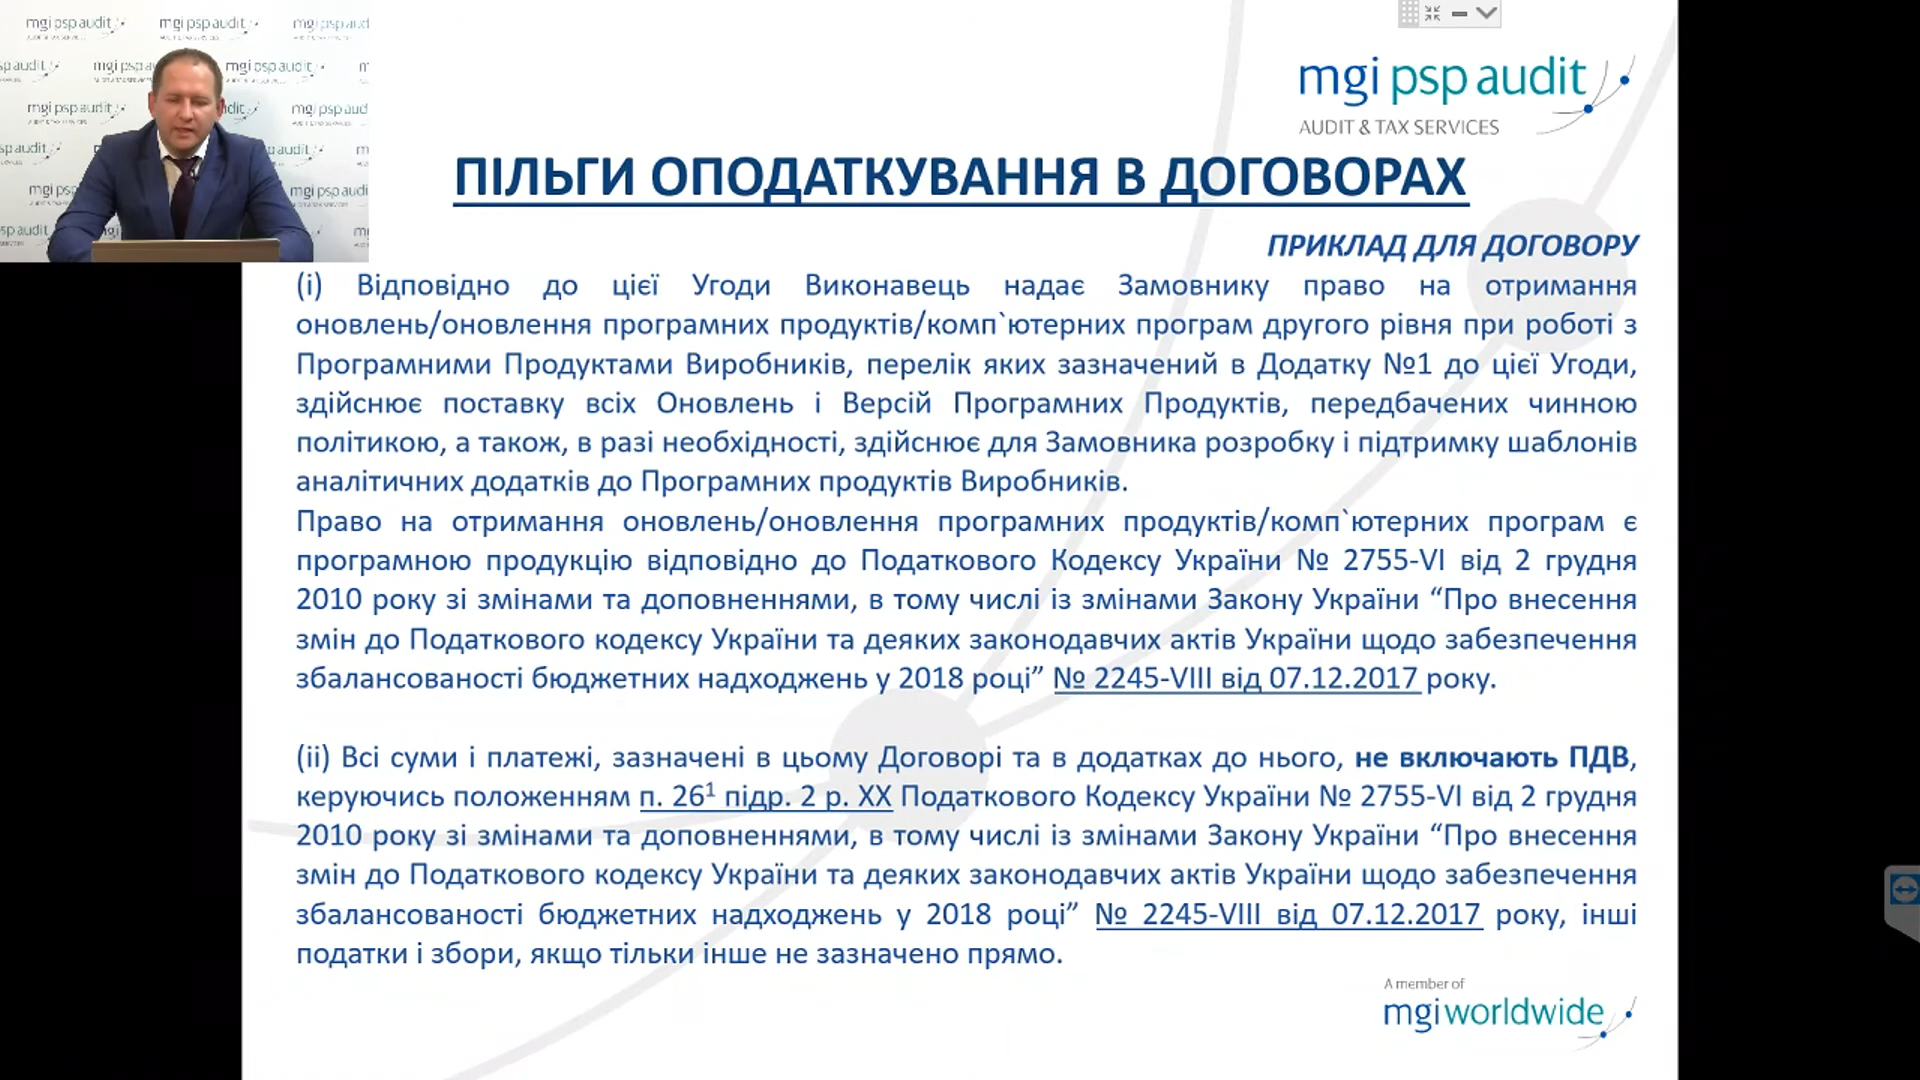 mgi psp audit
AUDIT & TAX SERVICES
ПІЛЬГИ ОПОДАТКУВАННЯ В ДОГОВОРАХ
ПРИКЛАД ДЛЯ ДОГОВОРУ
(і) Відповідно до цієї Угоди Виконавець надає Замовнику право на отримання
оновлень/оновлення програмних продуктів/комп`ютерних програм другого рівня при роботі з
Програмними Продуктами Виробників, перелік яких зазначений в Додатку №1 до цієї Угоди,
здійснює поставку всіх Оновлень і Версій Програмних Продуктів, передбачених чинною
політикою, а також, в разі необхідності, здійснює для Замовника розробку і підтримку шаблонів
аналітичних додатків до Програмних продуктів Виробників.
Право на отримання оновлень/оновлення програмних продуктів/комп`ютерних програм є
програмною продукцію відповідно до Податкового Кодексу України № 2755-VI від 2 грудня
2010 року зі змінами та доповненнями, в тому числі із змінами Закону України “Про внесення
змін до Податкового кодексу України та деяких законодавчих актів України щодо забезпечення
збалансованості бюджетних надходжень у 2018 році” № 2245-VIII від 07.12.2017 року.
(ii) Всі суми і платежі, зазначені в цьому Договорі та в додатках до нього, не включають ПДВ,
керуючись положенням п. 26¹ підр. 2 р. XX Податкового Кодексу України № 2755-VI від 2 грудня
2010 року зі змінами та доповненнями, в тому числі із змінами Закону України “Про внесення
змін до Податкового кодексу України та деяких законодавчих актів України щодо забезпечення
збалансованості бюджетних надходжень у 2018 році” № 2245-VIII від 07.12.2017 року, інші
податки і збори, якщо тільки інше не зазначено прямо.
A member of
mgi worldwide